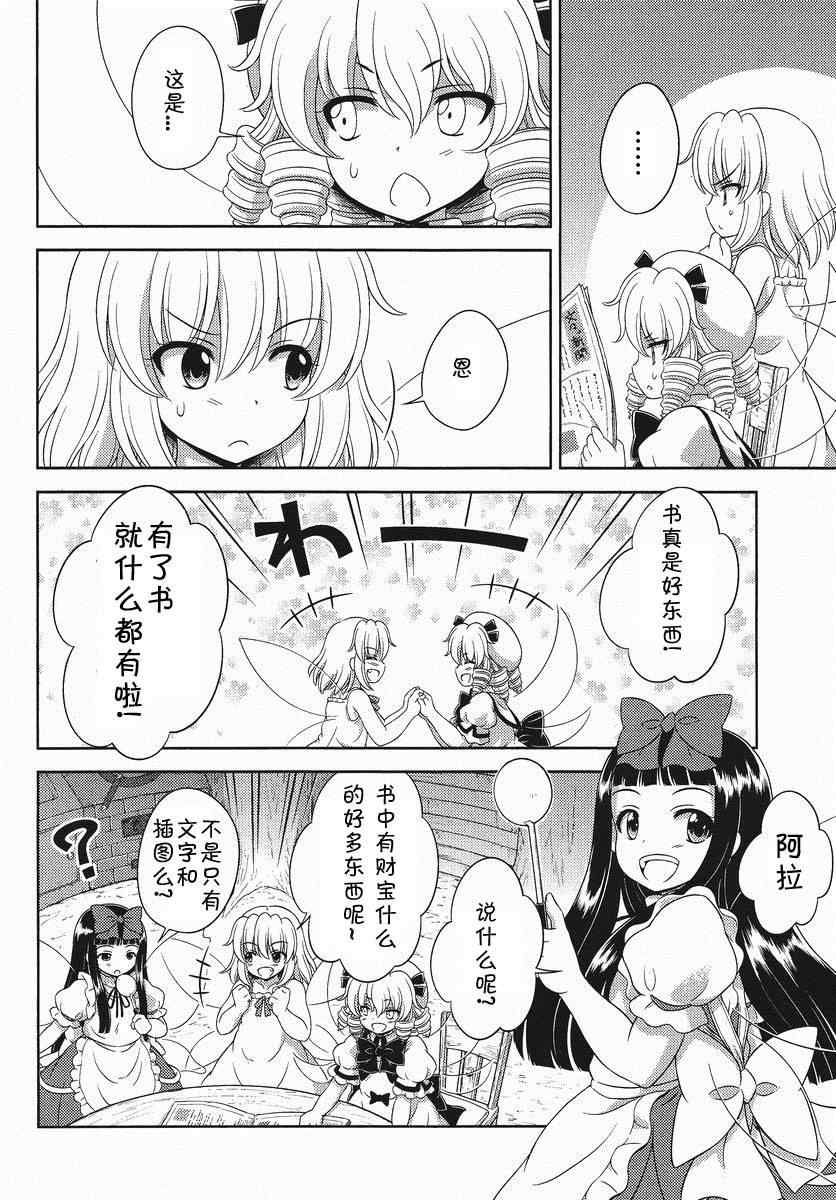 ……
这是…
恩
书真是好东西!
わーー
有了书
就什么都有啦!
阿拉
说什
么呢?
书中有财宝什么
的好多东西呢~
不是只有
文字和
插图么?
?